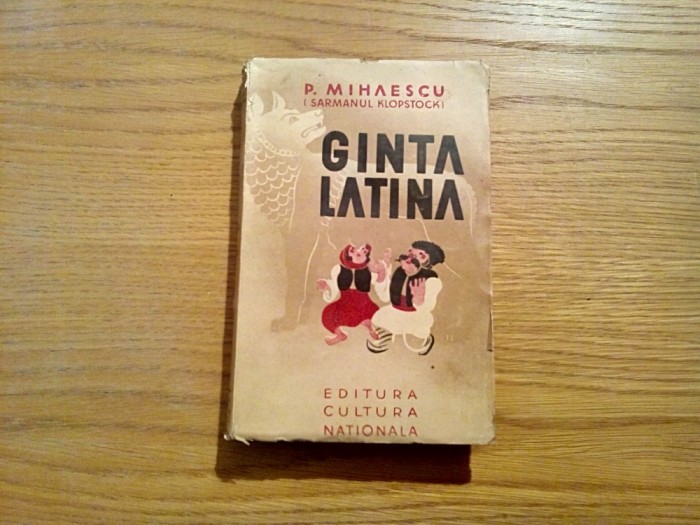 P. MIHAESCU
(SARMANUL KLOPSTOCK)
GINTA
LATINA
EDITURA
CULTURA
NATIONALA